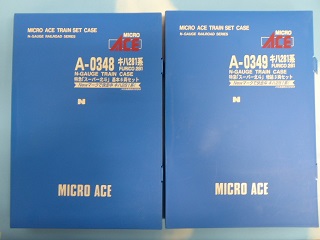 MICRO ACE TRAIN SET CASE
N-GAUGE RAILROAD SERIES
MICRO
ACE
A-0348 キハ281系
FURICO 281
N-GAUGE TRAIN CASE
特急「スーパー北斗」基本6両セット
N
MICRO ACE
MICRO ACE TRAIN SET CASE
N-GAUGE RAILROAD SERIES
MICRO
ACE
A-0349 キハ281系
FURICO 281
N-GAUGE TRAIN CASE
特急「スーパー北斗」増結3両セット
N
MICRO ACE